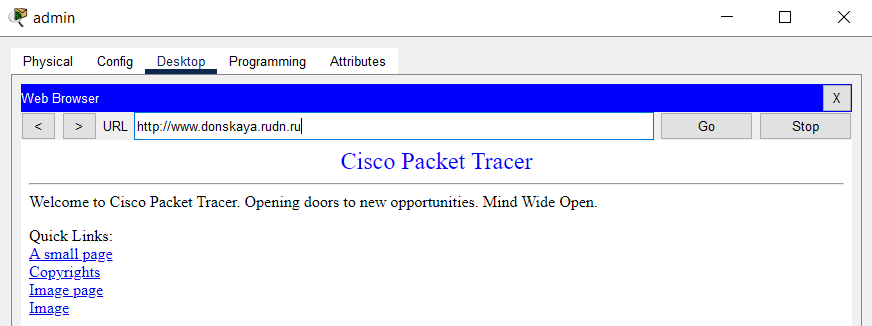 admin
Physical Config Desktop Programming Attributes
Web Browser X
< > URL http://www.donskaya.rudn.ru Go Stop
Cisco Packet Tracer
Welcome to Cisco Packet Tracer. Opening doors to new opportunities. Mind Wide Open.
Quick Links:
A small page
Copyrights
Image page
Image